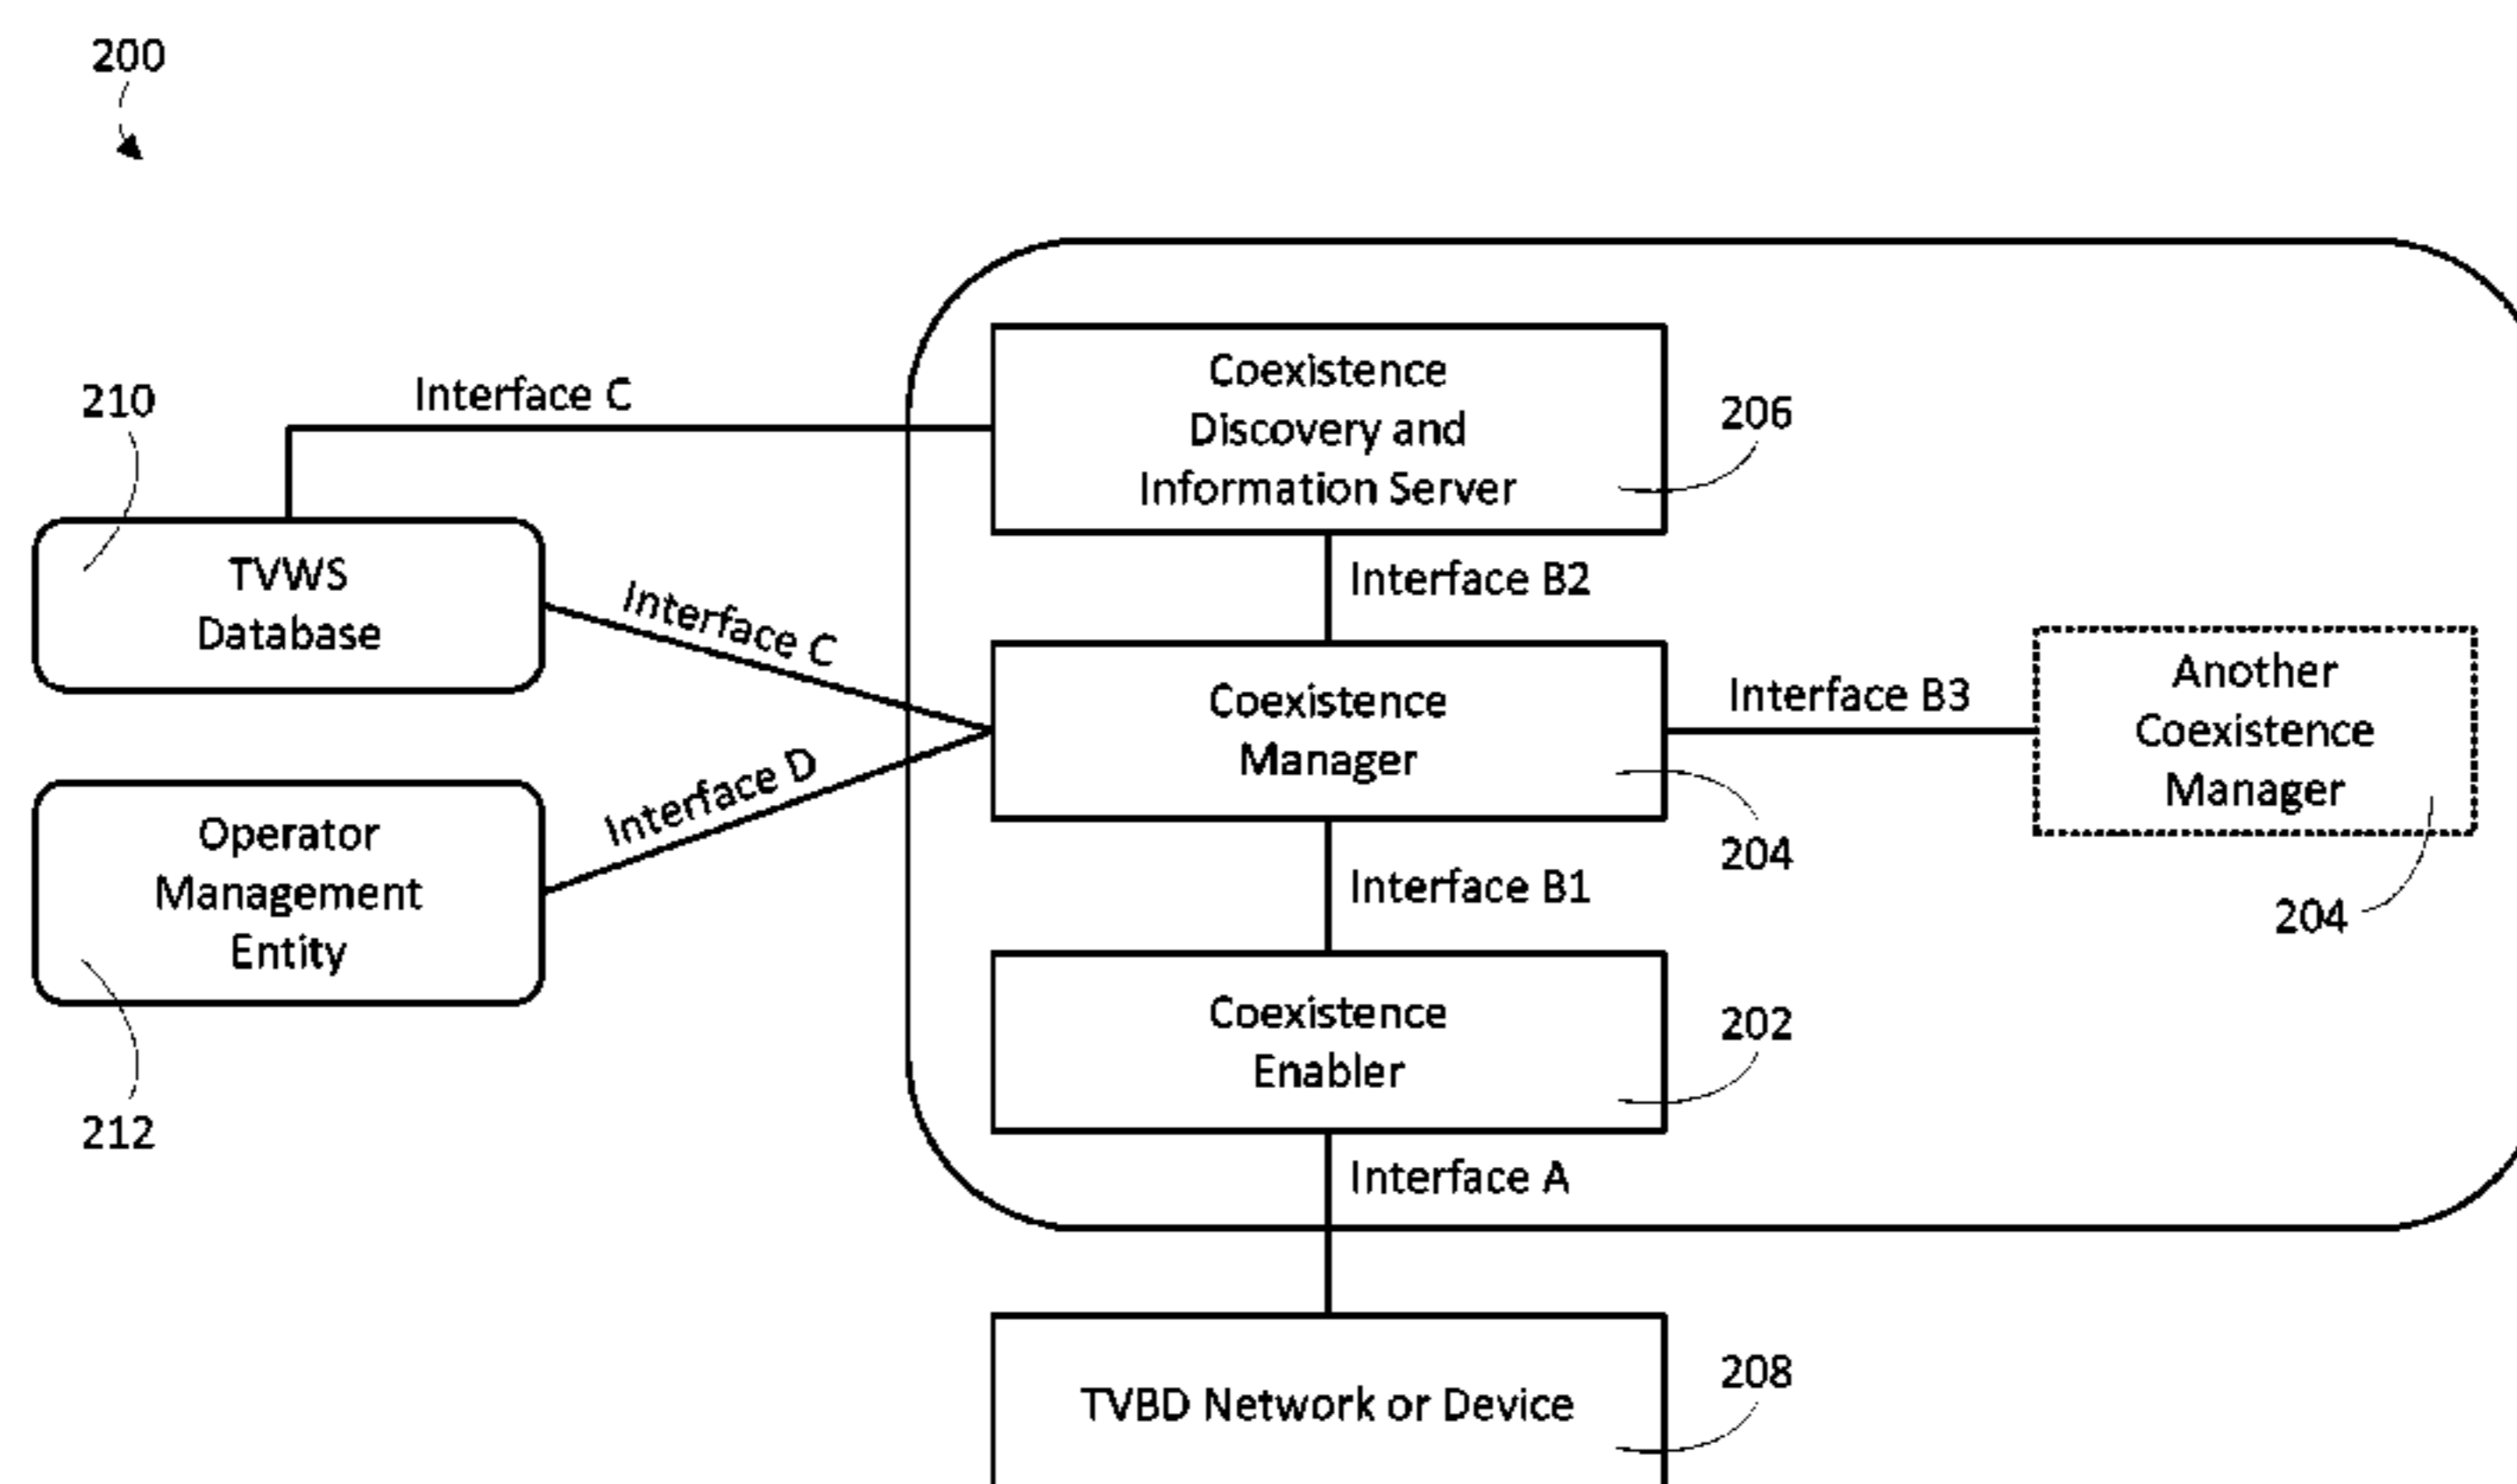 200
Coexistence
Discovery and
Information Server
206
Interface C
210
TVWS
Database
Interface B2
Interface C
Coexistence
Manager
204
Interface B3
Another
Coexistence
Manager
204
Interface D
Operator
Management
Entity
212
Interface B1
Coexistence
Enabler
202
Interface A
TVBD Network or Device
208